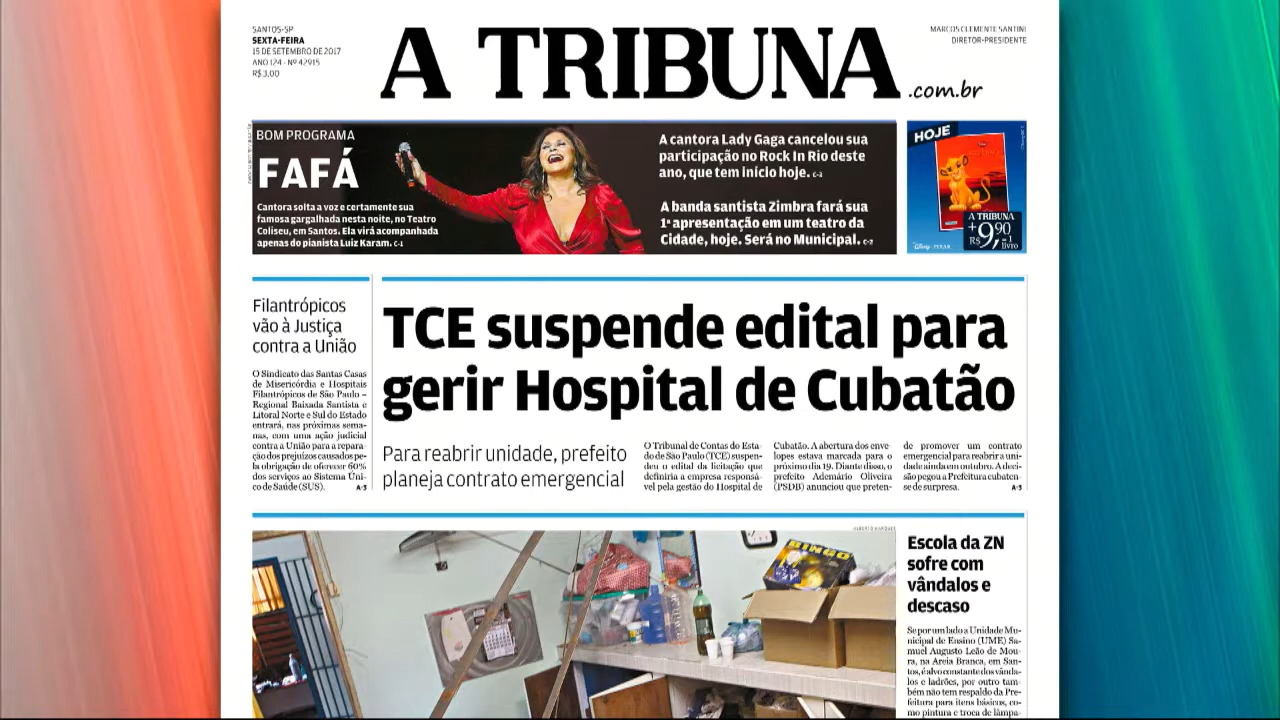 SANTOS-SP
SEXTA-FEIRA
15 DE SETEMBRO DE 2017
ANO 124 - Nº 42915
R$ 3,00
A TRIBUNA
.com.br
MARCOS CLEMENTE SANTINI
DIRETOR-PRESIDENTE
BOM PROGRAMA
FAFÁ
Cantora solta a voz e certamente sua
famosa gargalhada nesta noite, no Teatro
Coliseu, em Santos. Ela virá acompanhada
apenas do pianista Luiz Karam. C-1
A cantora Lady Gaga cancelou sua
participação no Rock In Rio deste
ano, que tem início hoje. C-3
A banda santista Zimbra fará sua
1ª apresentação em um teatro da
Cidade, hoje. Será no Municipal. C-2
HOJE
A TRIBUNA
+ R$ 9,90
= 1 livro
Disney · PIXAR
Filantrópicos
vão à Justiça
contra a União
O Sindicato das Santas Casas
de Misericórdia e Hospitais
Filantrópicos de São Paulo –
Regional Baixada Santista e
Litoral Norte e Sul do Estado
entrará, nas próximas sema-
nas, com uma ação judicial
contra a União para a repara-
ção dos prejuízos causados pe-
la obrigação de oferecer 60%
dos serviços ao Sistema Úni-
co de Saúde (SUS). A-3
TCE suspende edital para
gerir Hospital de Cubatão
Para reabrir unidade, prefeito
planeja contrato emergencial
O Tribunal de Contas do Esta-
do de São Paulo (TCE) suspen-
deu o edital da licitação que
definiria a empresa responsá-
vel pela gestão do Hospital de
Cubatão. A abertura dos enve-
lopes estava marcada para o
próximo dia 19. Diante disso, o
prefeito Ademário Oliveira
(PSDB) anunciou que preten-
de promover um contrato
emergencial para reabrir a uni-
dade ainda em outubro. A deci-
são pegou a Prefeitura cubaten-
se de surpresa. A-3
ALBERTO MARQUES
BINGO
Escola da ZN
sofre com
vândalos e
descaso
Se por um lado a Unidade Mu-
nicipal de Ensino (UME) Sa-
muel Augusto Leão de Mou-
ra, na Areia Branca, em San-
tos, é alvo constante dos vânda-
los e ladrões, por outro tam-
bém não tem respaldo da Pre-
feitura para itens básicos, co-
mo pintura e troca de lâmpa-